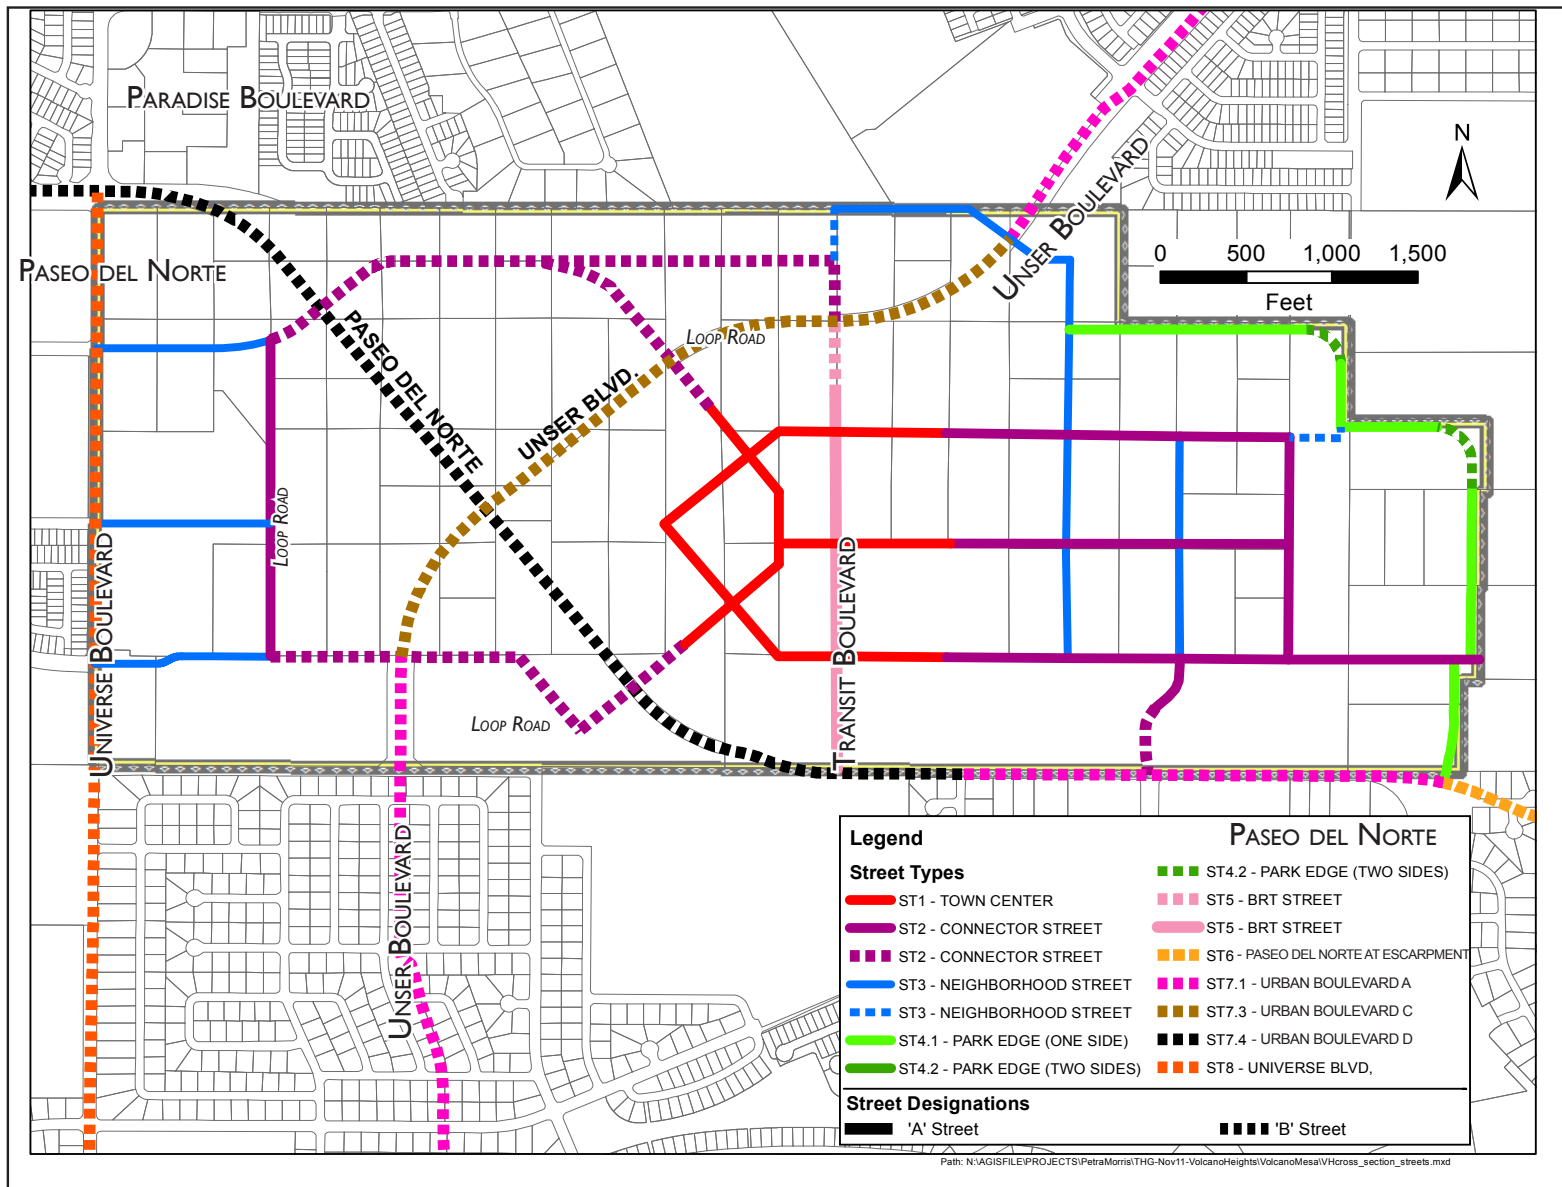 PARADISE BOULEVARD
N
UNSER BOULEVARD
0 500 1,000 1,500
Feet
PASEO DEL NORTE
PASEO DEL NORTE
LOOP ROAD
UNSER BLVD.
LOOP ROAD
UNIVERSE BOULEVARD
TRANSIT BOULEVARD
LOOP ROAD
UNSER BOULEVARD
PASEO DEL NORTE
Legend
Street Types
ST1 - TOWN CENTER
ST2 - CONNECTOR STREET
ST2 - CONNECTOR STREET
ST3 - NEIGHBORHOOD STREET
ST3 - NEIGHBORHOOD STREET
ST4.1 - PARK EDGE (ONE SIDE)
ST4.2 - PARK EDGE (TWO SIDES)
ST4.2 - PARK EDGE (TWO SIDES)
ST5 - BRT STREET
ST5 - BRT STREET
ST6 - PASEO DEL NORTE AT ESCARPMENT
ST7.1 - URBAN BOULEVARD A
ST7.3 - URBAN BOULEVARD C
ST7.4 - URBAN BOULEVARD D
ST8 - UNIVERSE BLVD,
Street Designations
'A' Street
'B' Street
Path: N:\AGISFILE\PROJECTS\PetraMorris\THG-Nov11-VolcanoHeights\VolcanoMesa\VHcross_section_streets.mxd